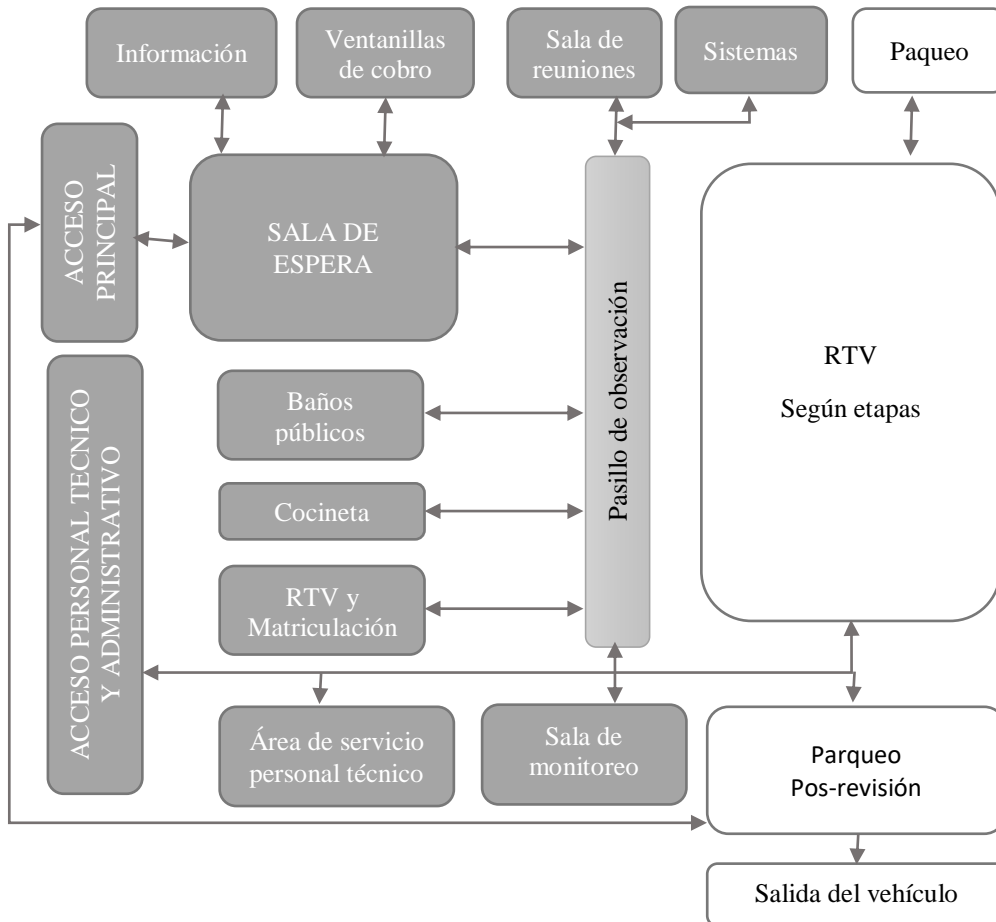 Información
Ventanillas
de cobro
Sala de
reuniones
Sistemas
Paqueo
ACCESO
PRINCIPAL
SALA DE
ESPERA
Pasillo de observación
RTV
Según etapas
ACCESO PERSONAL TECNICO
Y ADMINISTRATIVO
Baños
públicos
Cocineta
RTV y
Matriculación
Área de servicio
personal técnico
Sala de
monitoreo
Parqueo
Pos-revisión
Salida del vehículo